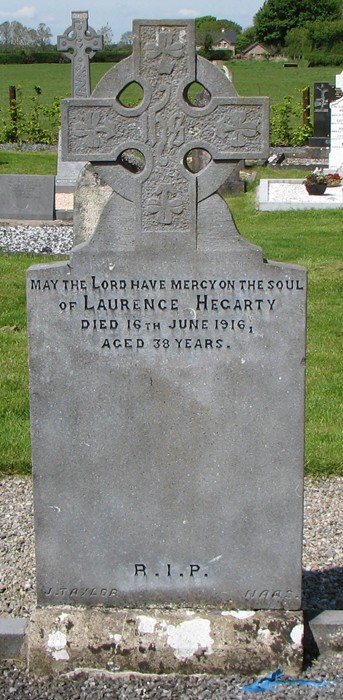 IHS
MAY THE LORD HAVE MERCY ON THE SOUL
OF LAURENCE HEGARTY
DIED 16TH JUNE 1916;
AGED 38 YEARS.
R.I.P.
J. TAYLOR NAAS.